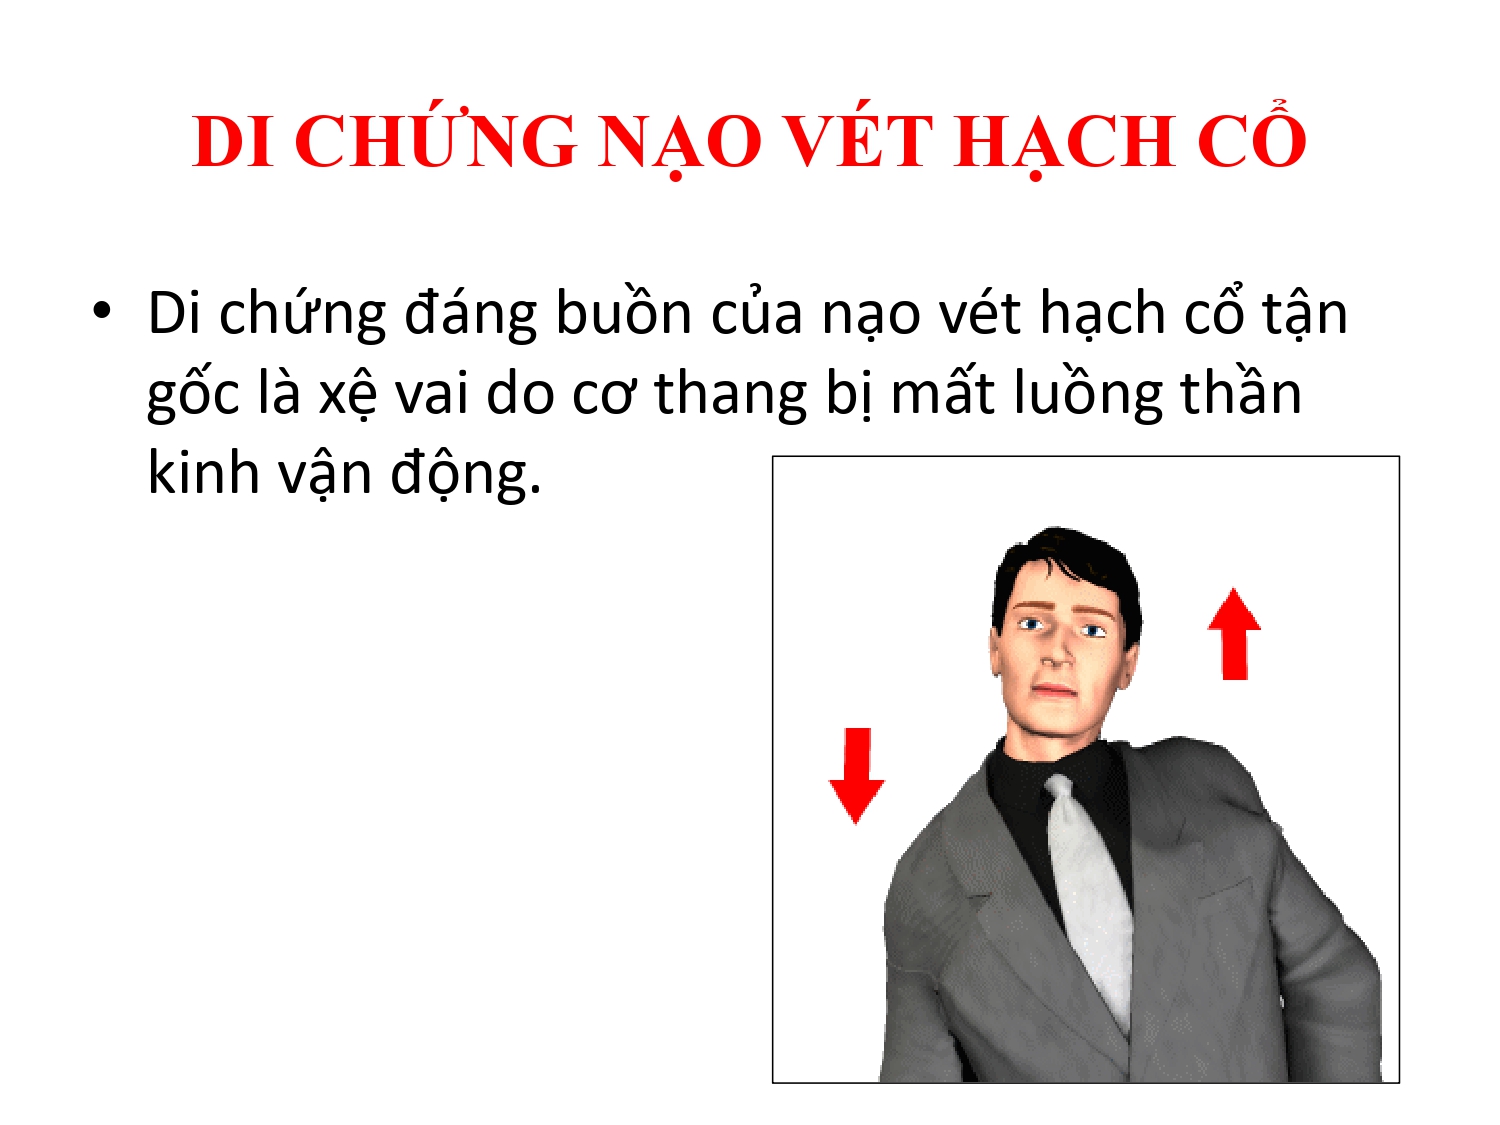 DI CHỨNG NẠO VÉT HẠCH CỔ
• Di chứng đáng buồn của nạo vét hạch cổ tận
gốc là xệ vai do cơ thang bị mất luồng thần
kinh vận động.